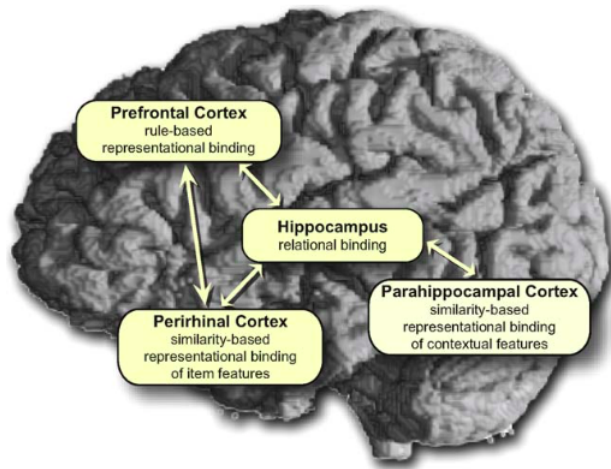 Prefrontal Cortex
rule-based
representational binding
Hippocampus
relational binding
Perirhinal Cortex
similarity-based
representational binding
of item features
Parahippocampal Cortex
similarity-based
representational binding
of contextual features